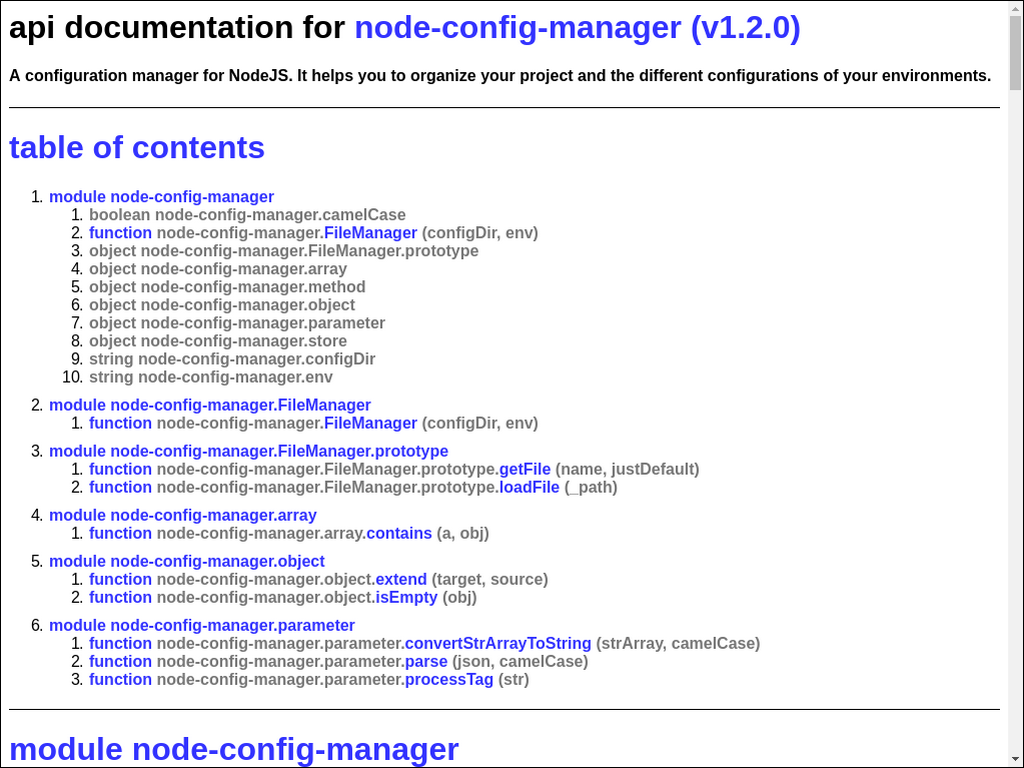 api documentation for node-config-manager (v1.2.0)
A configuration manager for NodeJS. It helps you to organize your project and the different configurations of your environments.
table of contents
1. module node-config-manager
1. boolean node-config-manager.camelCase
2. function node-config-manager.FileManager (configDir, env)
3. object node-config-manager.FileManager.prototype
4. object node-config-manager.array
5. object node-config-manager.method
6. object node-config-manager.object
7. object node-config-manager.parameter
8. object node-config-manager.store
9. string node-config-manager.configDir
10. string node-config-manager.env
2. module node-config-manager.FileManager
1. function node-config-manager.FileManager (configDir, env)
3. module node-config-manager.FileManager.prototype
1. function node-config-manager.FileManager.prototype.getFile (name, justDefault)
2. function node-config-manager.FileManager.prototype.loadFile (_path)
4. module node-config-manager.array
1. function node-config-manager.array.contains (a, obj)
5. module node-config-manager.object
1. function node-config-manager.object.extend (target, source)
2. function node-config-manager.object.isEmpty (obj)
6. module node-config-manager.parameter
1. function node-config-manager.parameter.convertStrArrayToString (strArray, camelCase)
2. function node-config-manager.parameter.parse (json, camelCase)
3. function node-config-manager.parameter.processTag (str)
module node-config-manager